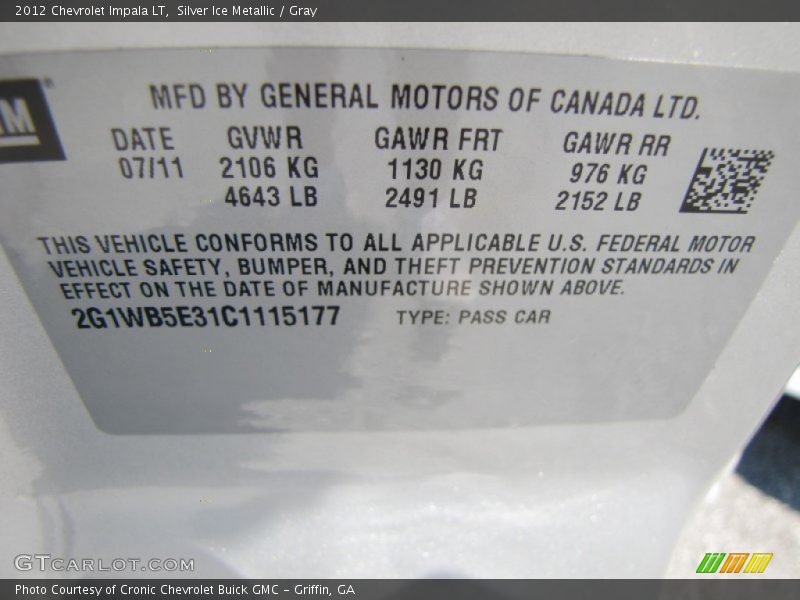 2012 Chevrolet Impala LT, Silver Ice Metallic / Gray
MFD BY GENERAL MOTORS OF CANADA LTD.
DATE GVWR GAWR FRT GAWR RR
07/11 2106 KG 1130 KG 976 KG
4643 LB 2491 LB 2152 LB
THIS VEHICLE CONFORMS TO ALL APPLICABLE U.S. FEDERAL MOTOR
VEHICLE SAFETY, BUMPER, AND THEFT PREVENTION STANDARDS IN
EFFECT ON THE DATE OF MANUFACTURE SHOWN ABOVE.
2G1WB5E31C1115177 TYPE: PASS CAR
GTCARLOT.COM
Photo Courtesy of Cronic Chevrolet Buick GMC - Griffin, GA